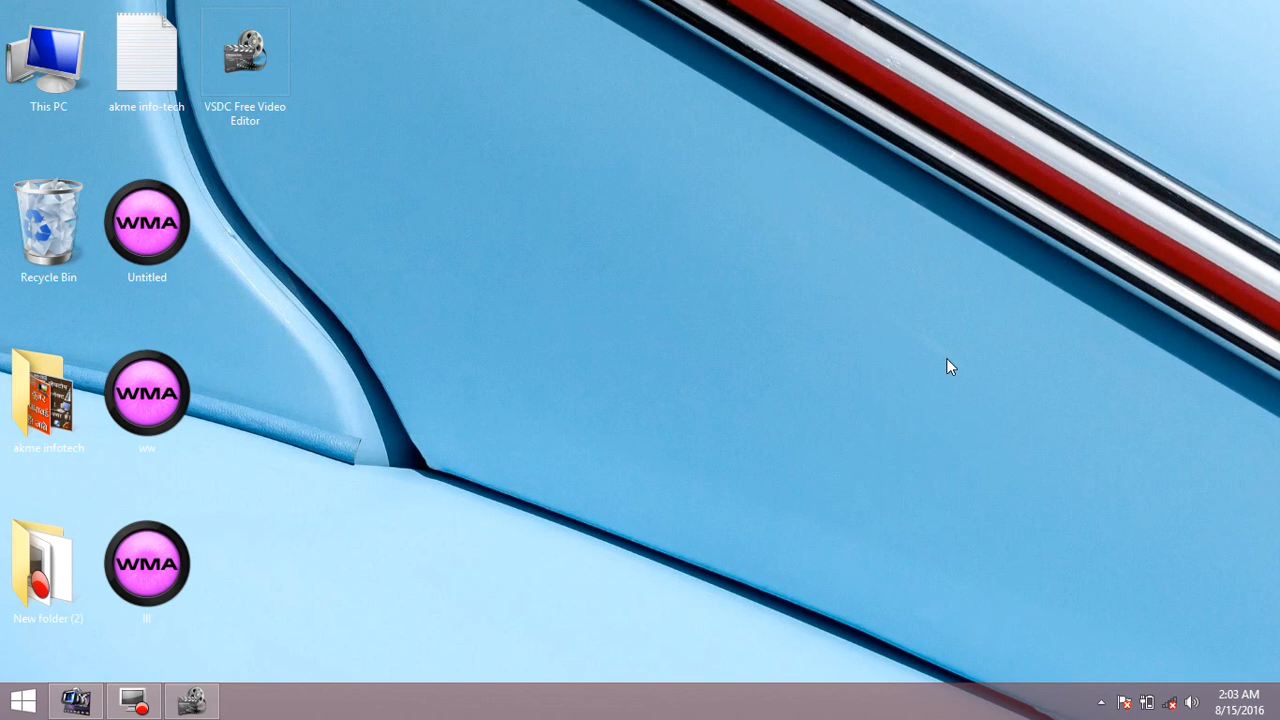 This PC
akme info-tech
VSDC Free Video
Editor
Recycle Bin
WMA
Untitled
akme infotech
WMA
ww
New folder (2)
WMA
2:03 AM
8/15/2016